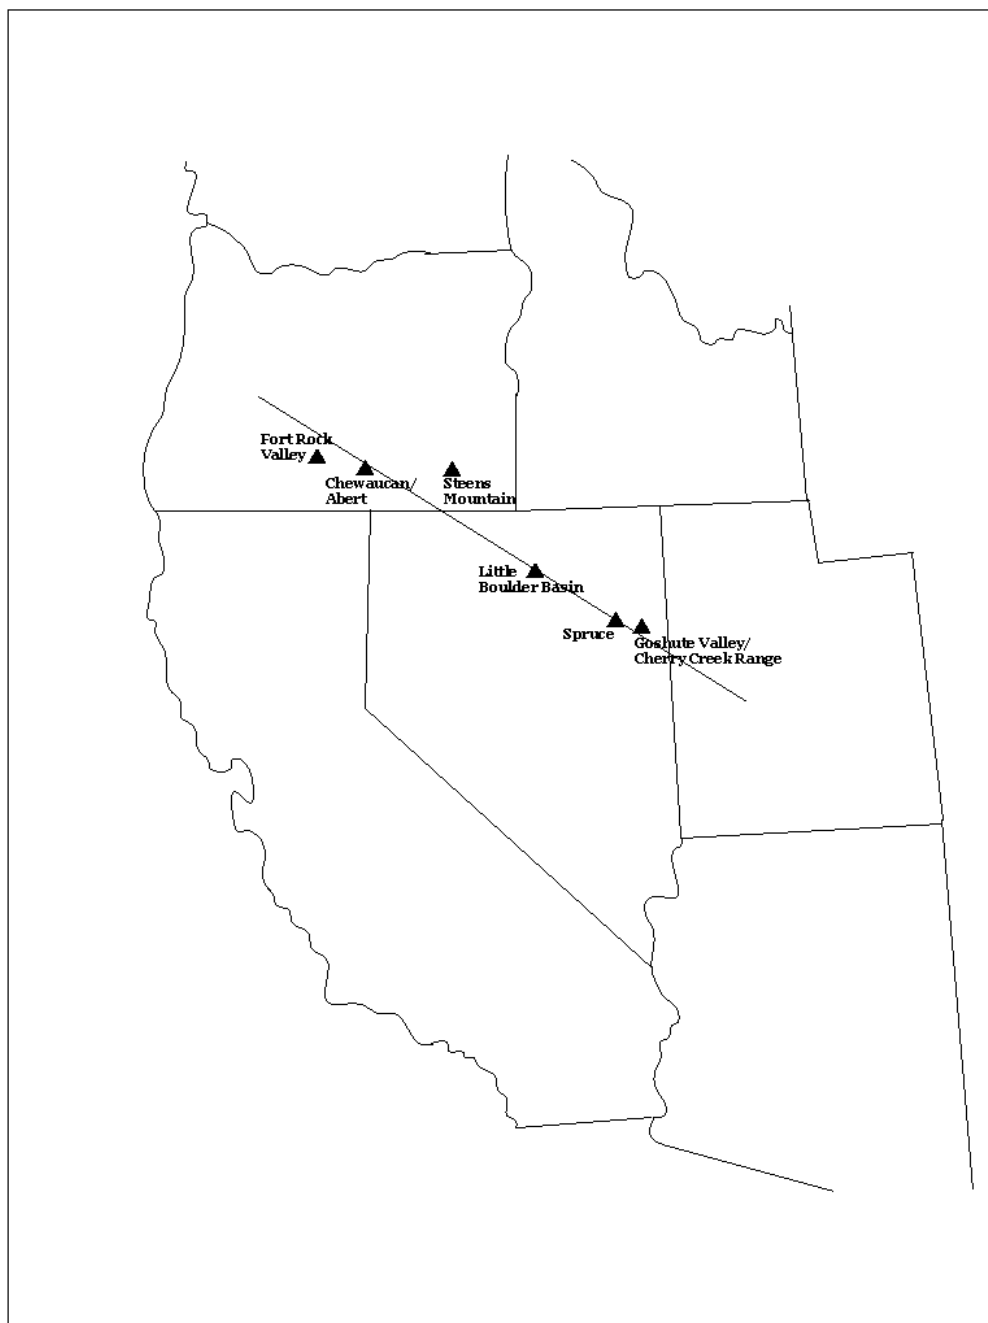 Fort Rock
Valley
Chewaucan/
Abert
Steens
Mountain
Little
Boulder Basin
Spruce
Goshute Valley/
Cherry Creek Range